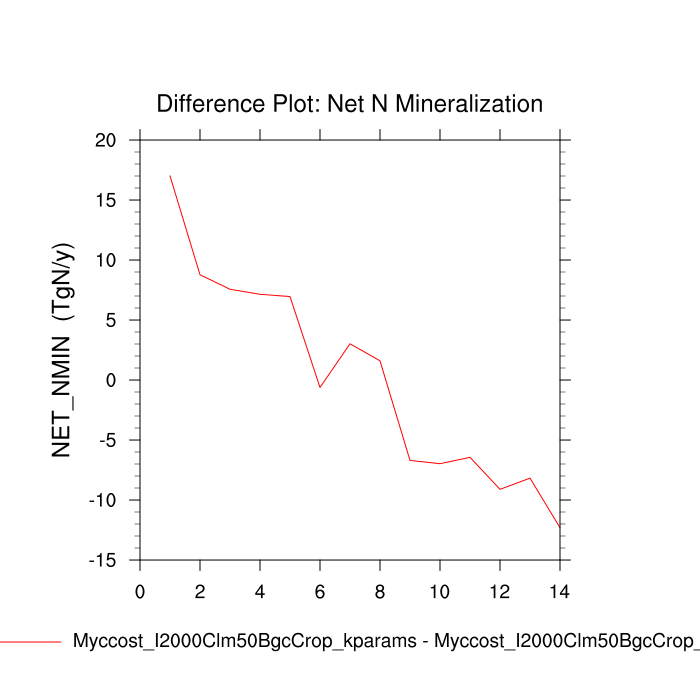 Difference Plot: Net N Mineralization
NET_NMIN (TgN/y)
20
15
10
5
0
-5
-10
-15
0 2 4 6 8 10 12 14
Myccost_I2000Clm50BgcCrop_kparams - Myccost_I2000Clm50BgcCrop_